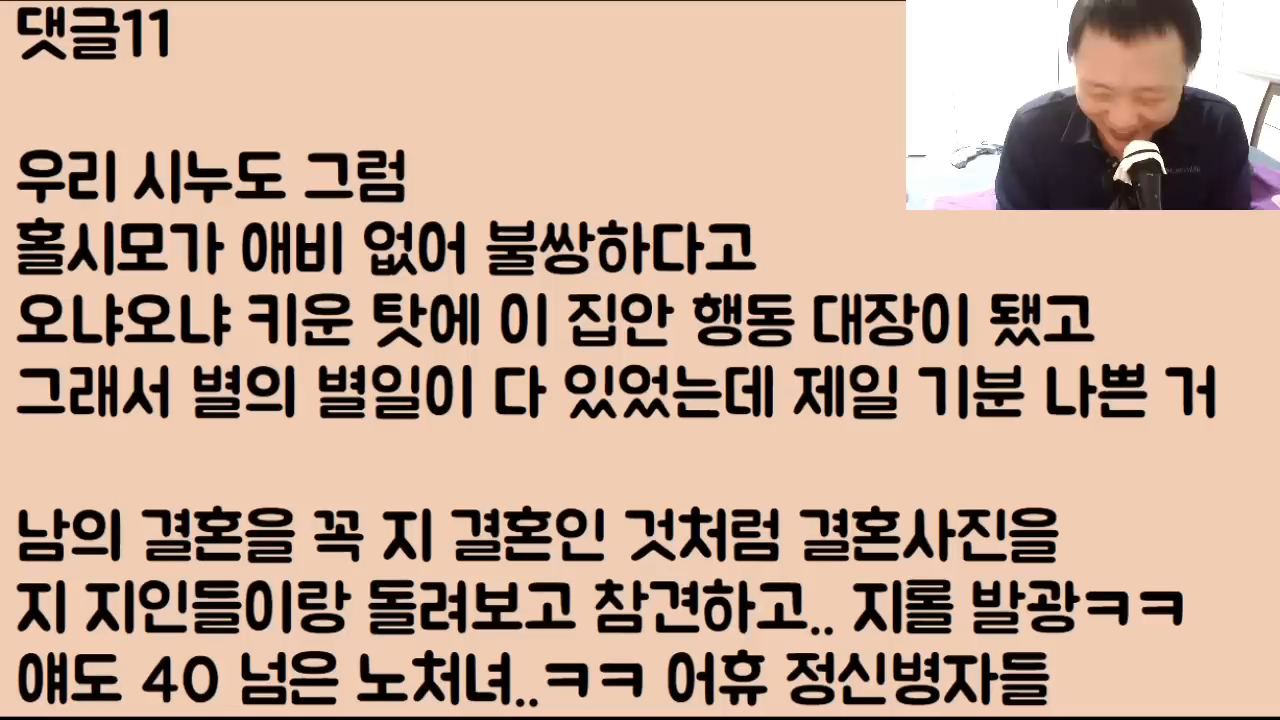 댓글11
우리 시누도 그럼
홀시모가 애비 없어 불쌍하다고
오냐오냐 키운 탓에 이 집안 행동 대장이 됐고
그래서 별의 별일이 다 있었는데 제일 기분 나쁜 거
남의 결혼을 꼭 지 결혼인 것처럼 결혼사진을
지 지인들이랑 돌려보고 참견하고.. 지롤 발광ㅋㅋ
얘도 40 넘은 노처녀..ㅋㅋ 어휴 정신병자들